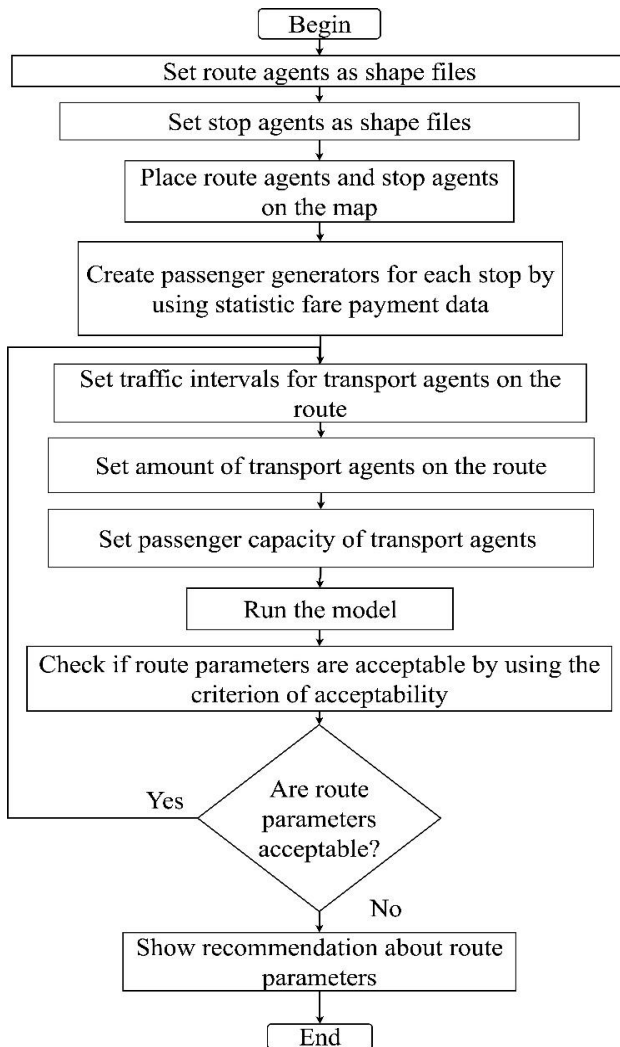 Begin
Set route agents as shape files
Set stop agents as shape files
Place route agents and stop agents
on the map
Create passenger generators for each stop by
using statistic fare payment data
Set traffic intervals for transport agents on the
route
Set amount of transport agents on the route
Set passenger capacity of transport agents
Run the model
Check if route parameters are acceptable by using the
criterion of acceptability
Yes
Are route
parameters
acceptable?
No
Show recommendation about route
parameters
End